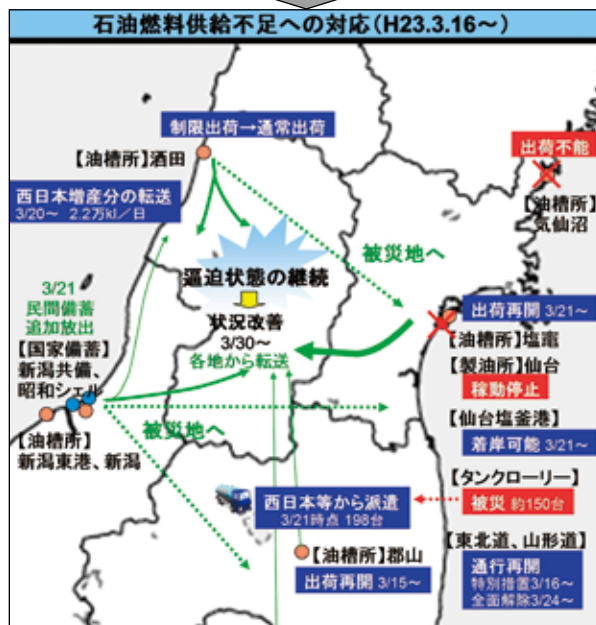 石油燃料供給不足への対応(H23.3.16～)
制限出荷→通常出荷
【油槽所】酒田
出荷不能
【油槽所】
気仙沼
西日本増産分の転送
3/20～ 2.2万kl／日
被災地へ
逼迫状態の継続
状況改善
3/30～
各地から転送
3/21
民間備蓄
追加放出
【国家備蓄】
新潟共備、
昭和シェル
出荷再開 3/21～
【油槽所】塩竈
【製油所】仙台
稼動停止
【仙台塩釜港】
着岸可能 3/21～
【油槽所】
新潟東港、新潟
被災地へ
【タンクローリー】
被災 約150台
西日本等から派遣
3/21時点 198台
【油槽所】郡山
出荷再開 3/15～
【東北道、山形道】
通行再開
特別措置3/16～
全面解除3/24～